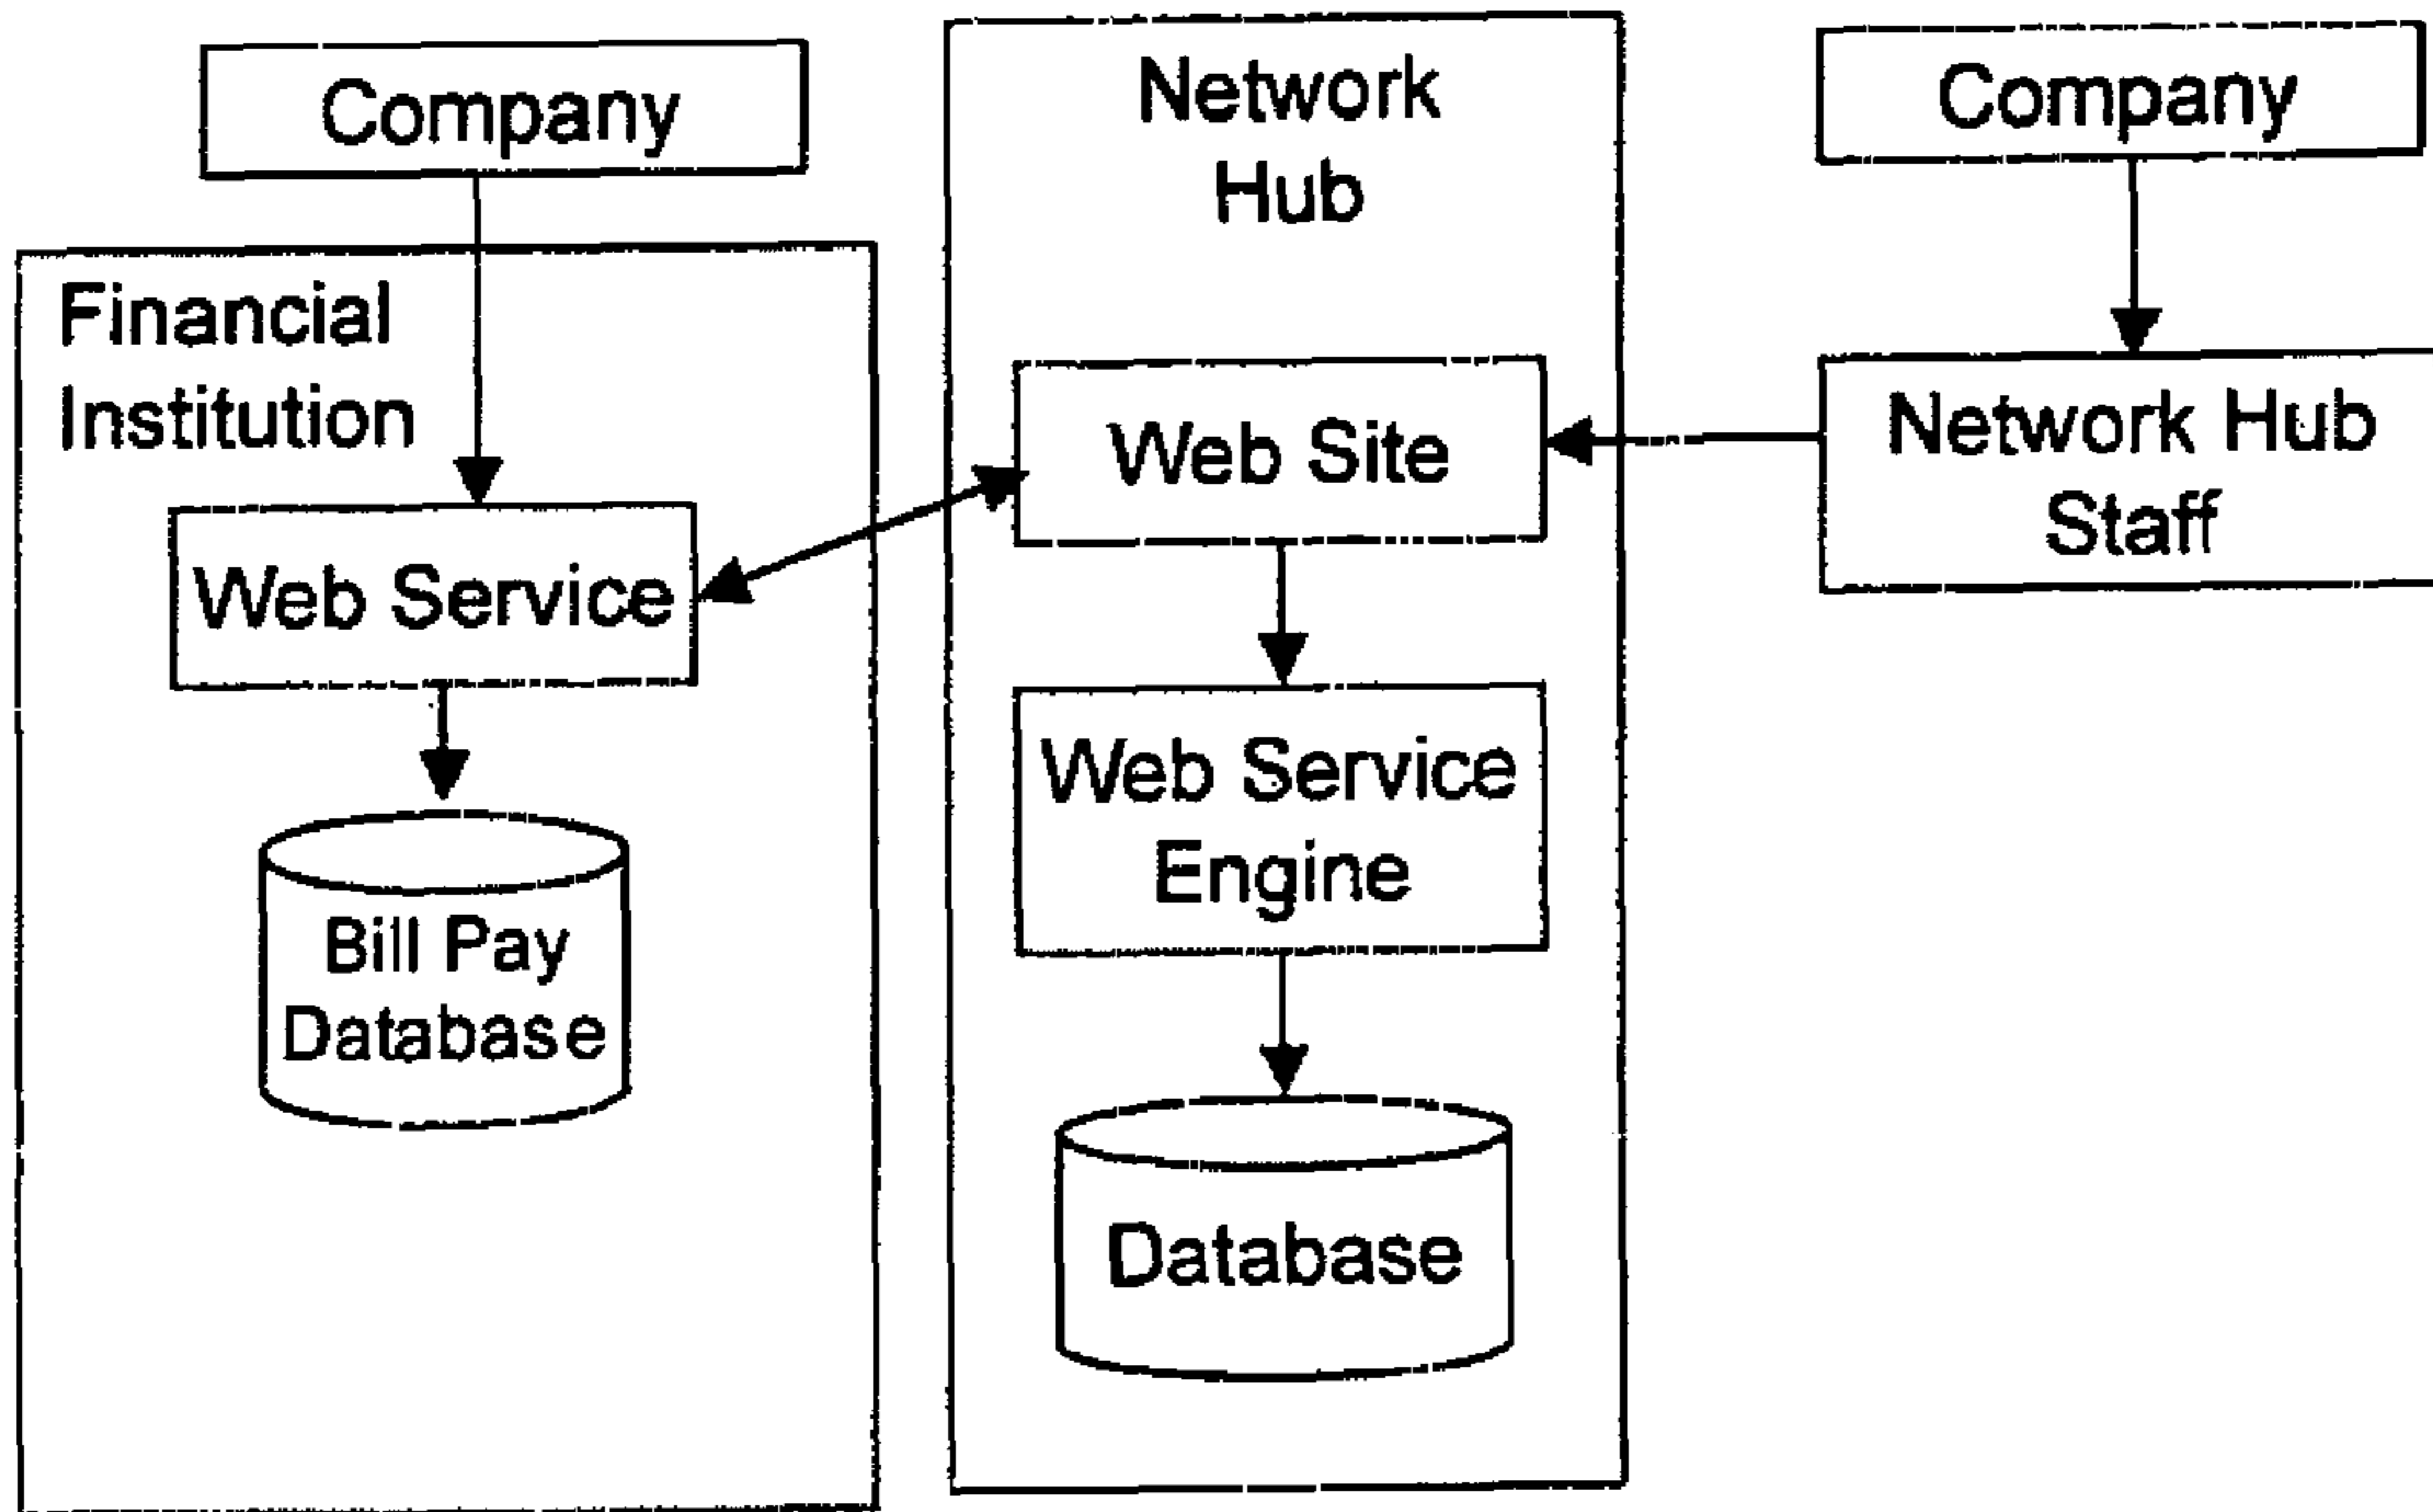 Company
Financial
Institution
Web Service
Bill Pay
Database
Network
Hub
Web Site
Web Service
Engine
Database
Company
Network Hub
Staff